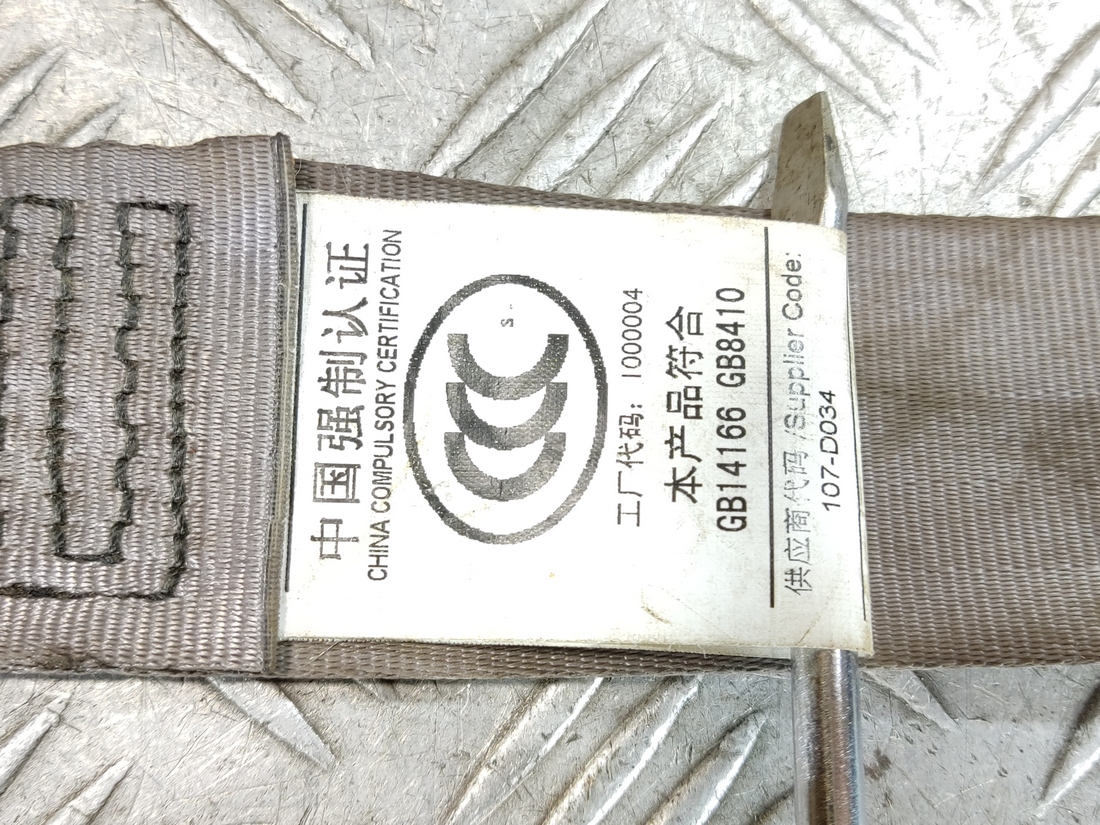 中国强制认证
CHINA COMPULSORY CERTIFICATION
CCC
S
工厂代码: 1000004
本产品符合
GB14166 GB8410
供应商代码/Supplier Code:
107-D034